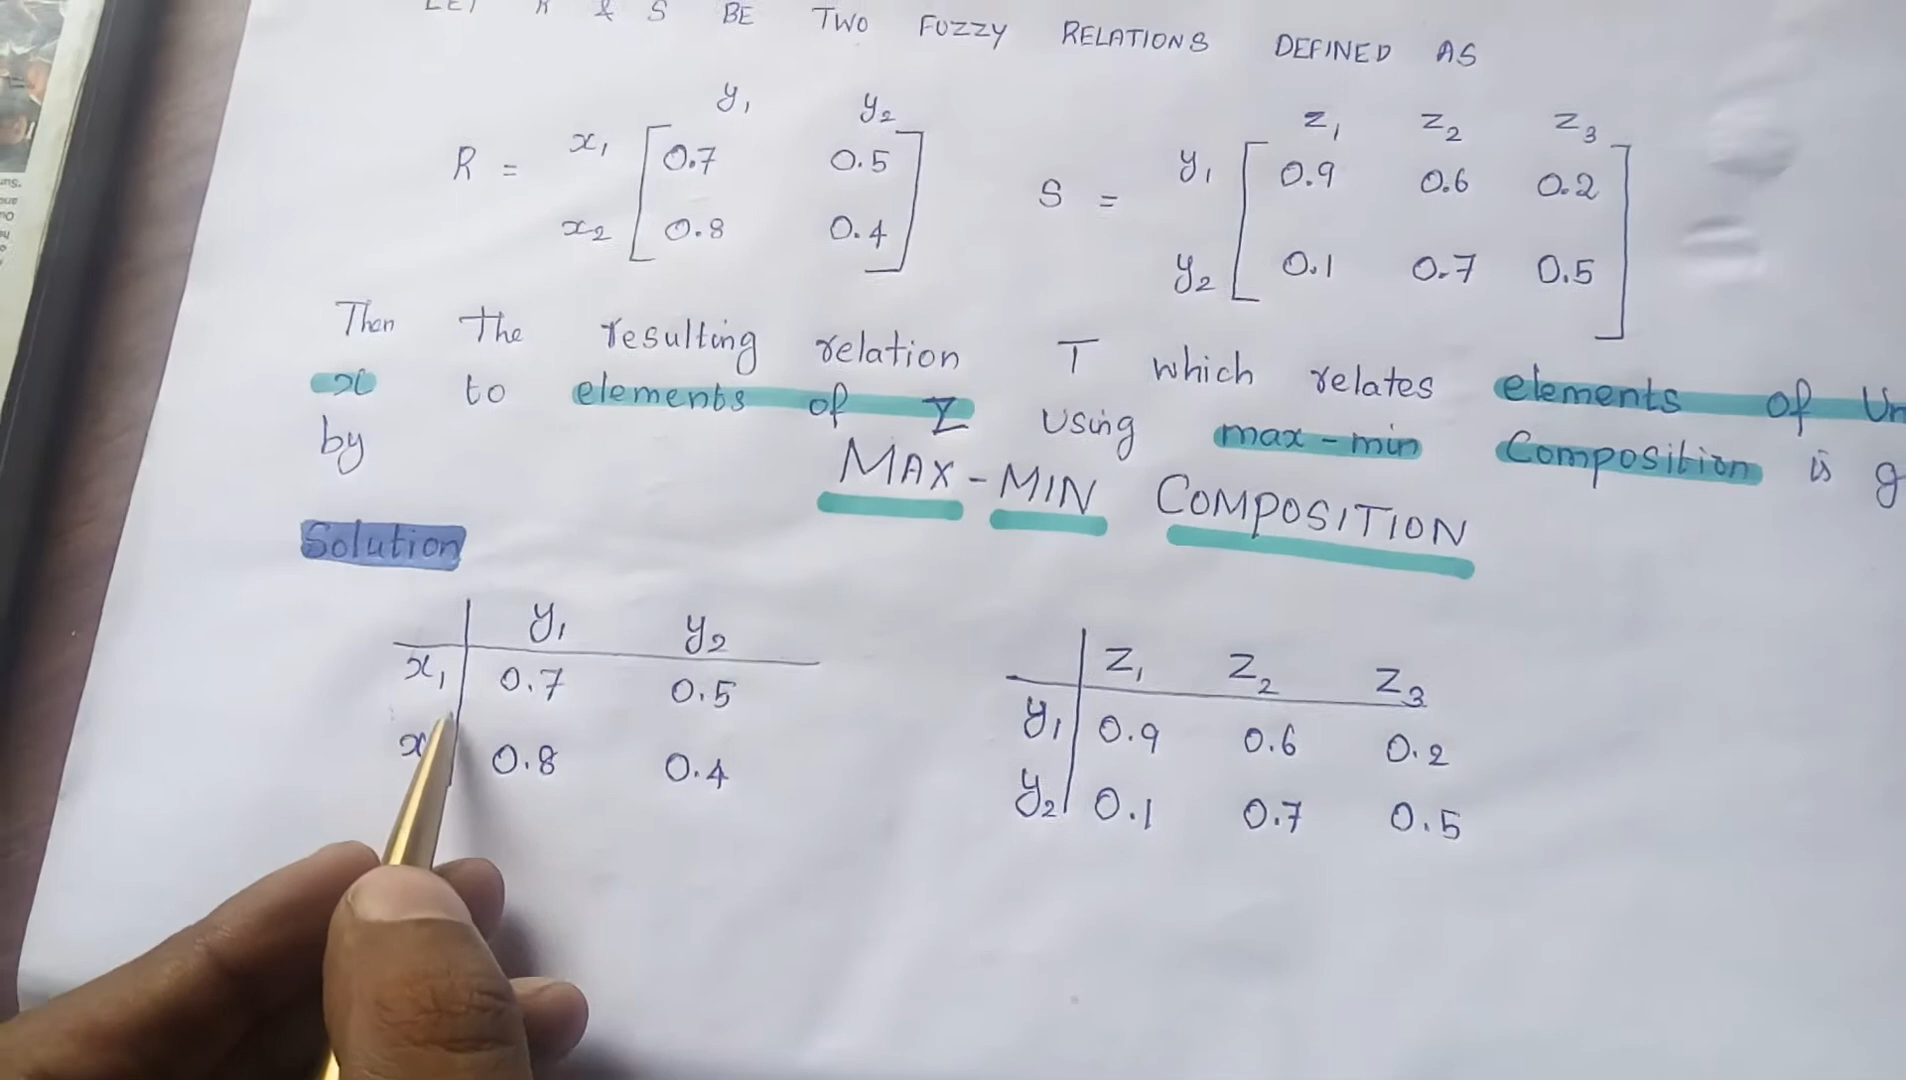 LET R & S BE TWO FUZZY RELATIONS DEFINED AS
y₁ y₂
z₁ z₂ z₃
R = x₁ [0.7 0.5]
x₂ [0.8 0.4]
S = y₁ [0.9 0.6 0.2]
y₂ [0.1 0.7 0.5]
Then the resulting relation T which relates elements of
x to elements of Z using max-min Composition is
by
MAX-MIN COMPOSITION
Solution
y₁ y₂
x₁ 0.7 0.5
x 0.8 0.4
z₁ z₂ z₃
y₁ 0.9 0.6 0.2
y₂ 0.1 0.7 0.5